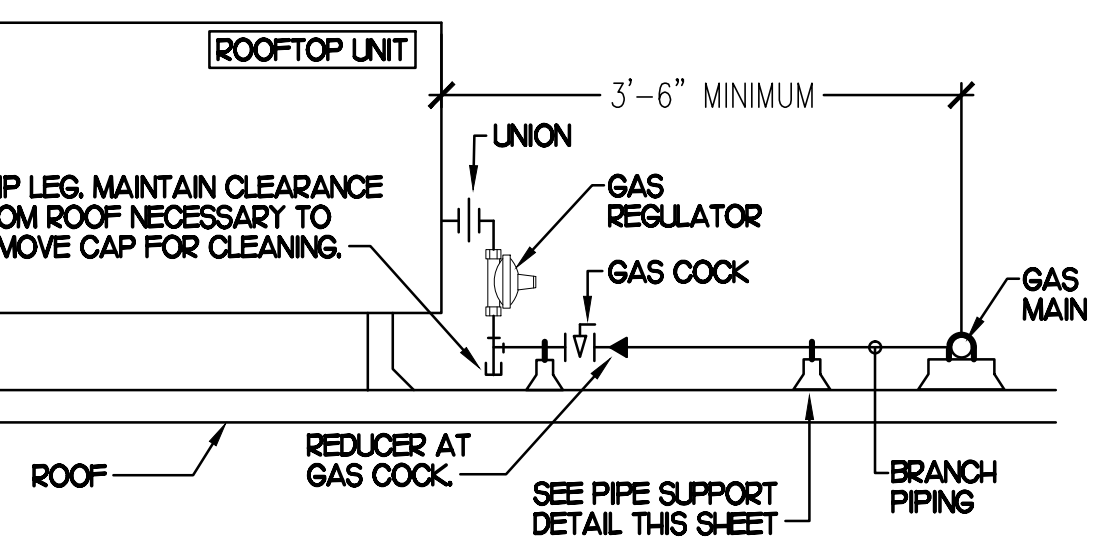 ROOFTOP UNIT
3'-6" MINIMUM
UNION
IP LEG. MAINTAIN CLEARANCE
OM ROOF NECESSARY TO
MOVE CAP FOR CLEANING.
GAS
REGULATOR
GAS COCK
GAS
MAIN
REDUCER AT
GAS COCK.
ROOF
SEE PIPE SUPPORT
DETAIL THIS SHEET
BRANCH
PIPING